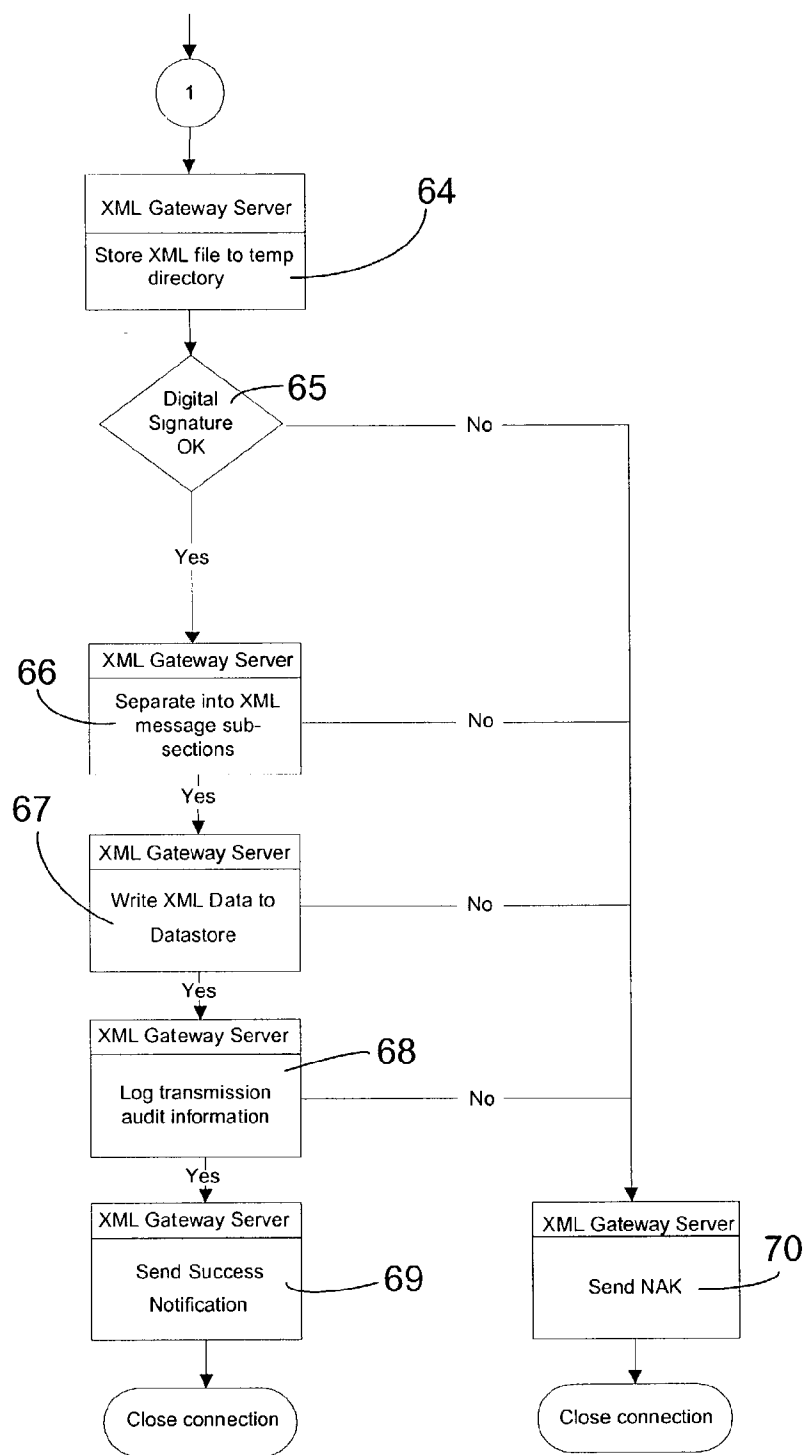 1
XML Gateway Server
64
Store XML file to temp
directory
Digital
Signature
OK
65
No
Yes
XML Gateway Server
66
Separate into XML
message sub-
sections
No
Yes
67
XML Gateway Server
Write XML Data to
Datastore
No
Yes
XML Gateway Server
68
Log transmission
audit information
No
Yes
XML Gateway Server
Send Success
Notification
69
XML Gateway Server
70
Send NAK
Close connection
Close connection